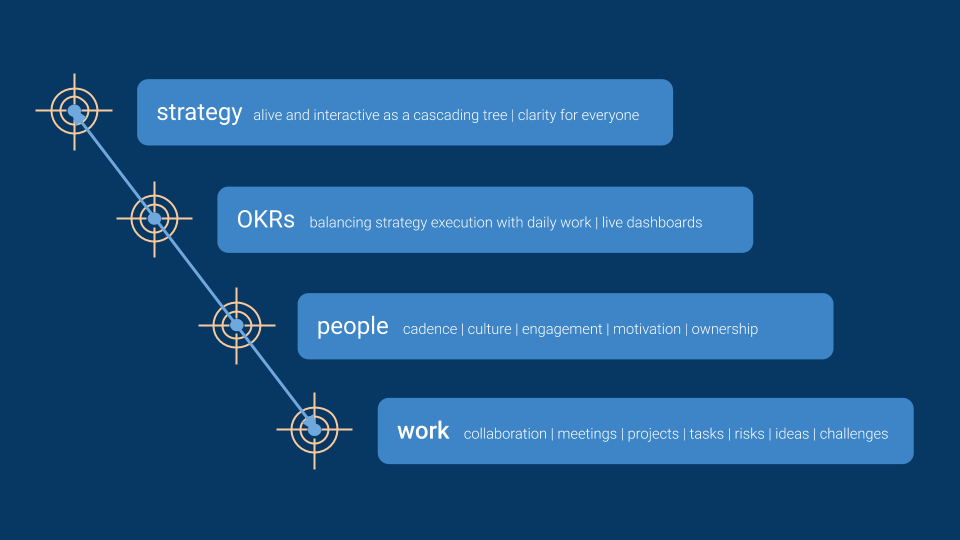 strategy alive and interactive as a cascading tree | clarity for everyone
OKRs balancing strategy execution with daily work | live dashboards
people cadence | culture | engagement | motivation | ownership
work collaboration | meetings | projects | tasks | risks | ideas | challenges